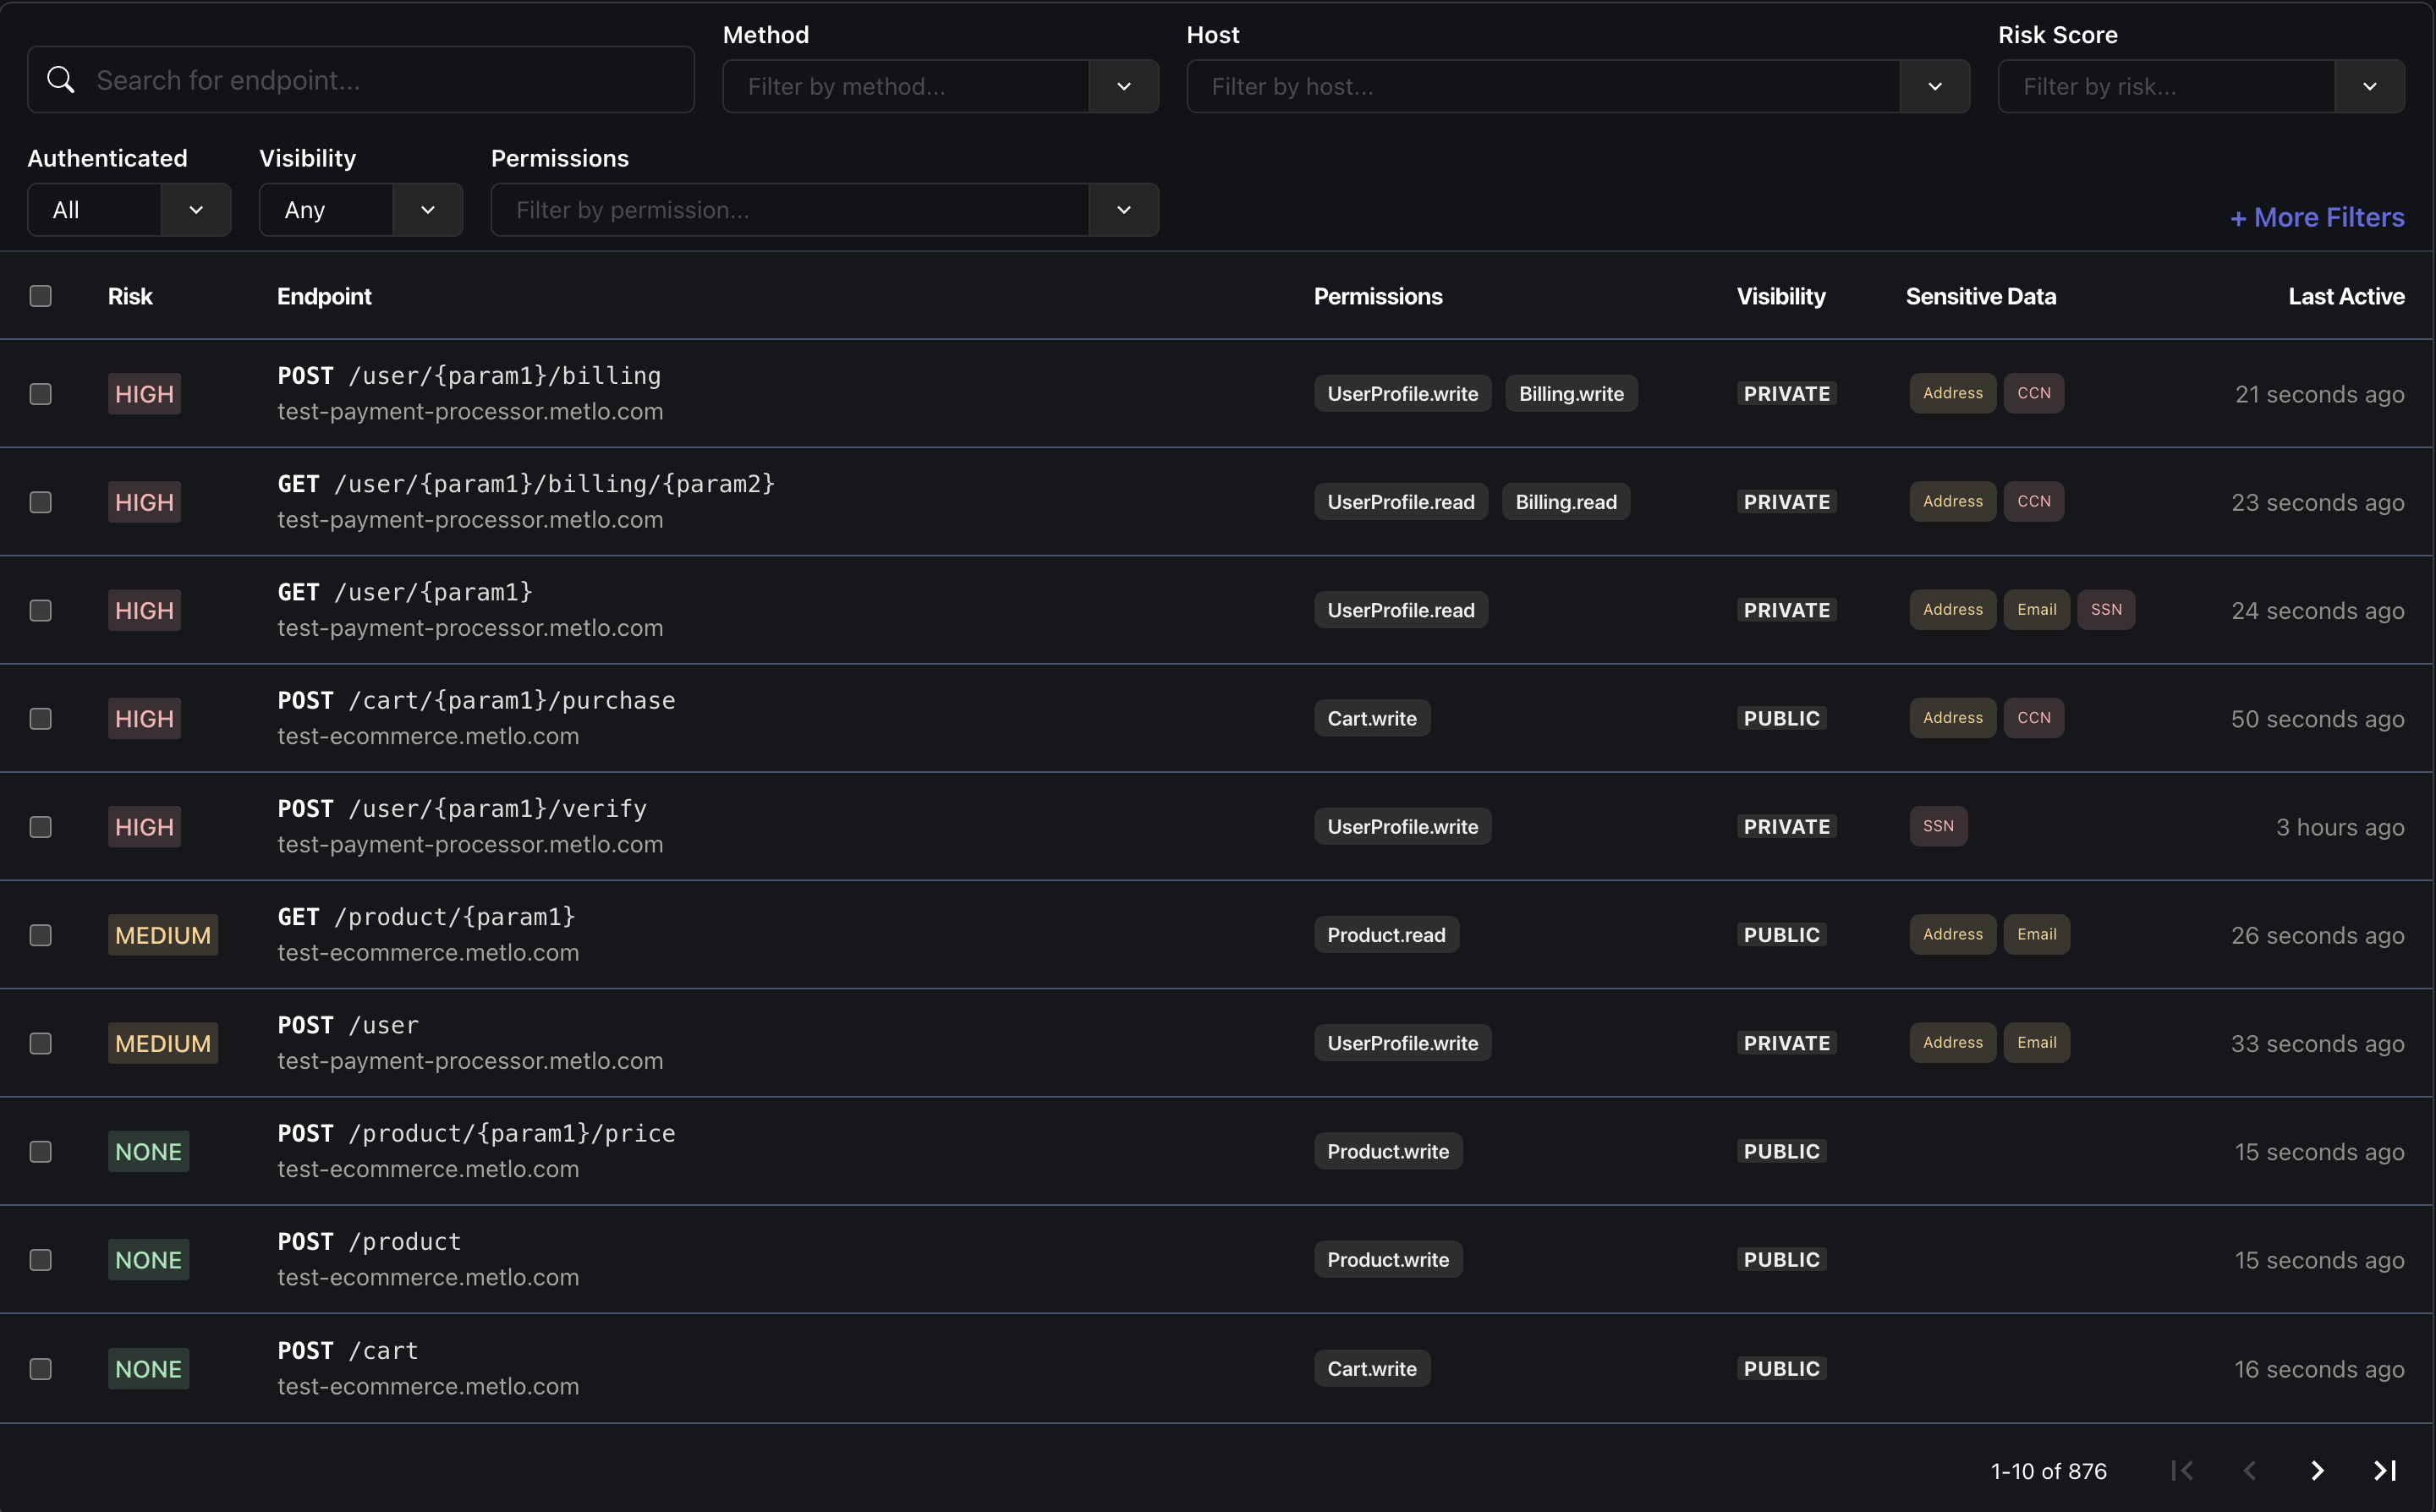 Method Host Risk Score
Search for endpoint... Filter by method... Filter by host... Filter by risk...
Authenticated Visibility Permissions
All Any Filter by permission... + More Filters
Risk Endpoint Permissions Visibility Sensitive Data Last Active
POST /user/{param1}/billing
HIGH UserProfile.write Billing.write PRIVATE Address CCN 21 seconds ago
test-payment-processor.metlo.com
GET /user/{param1}/billing/{param2}
HIGH UserProfile.read Billing.read PRIVATE Address CCN 23 seconds ago
test-payment-processor.metlo.com
GET /user/{param1}
HIGH UserProfile.read PRIVATE Address Email SSN 24 seconds ago
test-payment-processor.metlo.com
POST /cart/{param1}/purchase
HIGH Cart.write PUBLIC Address CCN 50 seconds ago
test-ecommerce.metlo.com
POST /user/{param1}/verify
HIGH UserProfile.write PRIVATE SSN 3 hours ago
test-payment-processor.metlo.com
GET /product/{param1}
MEDIUM Product.read PUBLIC Address Email 26 seconds ago
test-ecommerce.metlo.com
POST /user
MEDIUM UserProfile.write PRIVATE Address Email 33 seconds ago
test-payment-processor.metlo.com
POST /product/{param1}/price
NONE Product.write PUBLIC 15 seconds ago
test-ecommerce.metlo.com
POST /product
NONE Product.write PUBLIC 15 seconds ago
test-ecommerce.metlo.com
POST /cart
NONE Cart.write PUBLIC 16 seconds ago
test-ecommerce.metlo.com
1-10 of 876